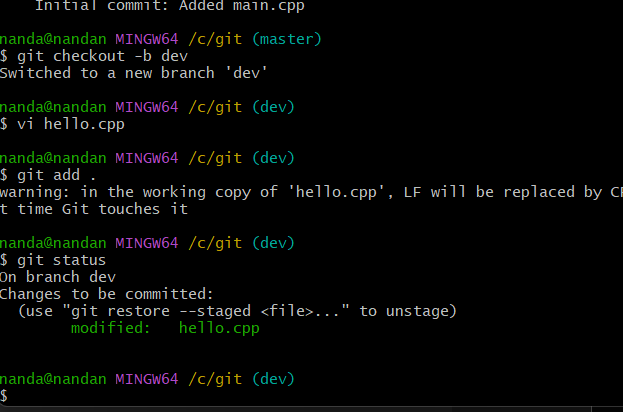 Initial commit: Added main.cpp
nanda@nandan MINGW64 /c/git (master)
$ git checkout -b dev
Switched to a new branch 'dev'
nanda@nandan MINGW64 /c/git (dev)
$ vi hello.cpp
nanda@nandan MINGW64 /c/git (dev)
$ git add .
warning: in the working copy of 'hello.cpp', LF will be replaced by
t time Git touches it
nanda@nandan MINGW64 /c/git (dev)
$ git status
On branch dev
Changes to be committed:
(use "git restore --staged <file>..." to unstage)
modified: hello.cpp
nanda@nandan MINGW64 /c/git (dev)
$